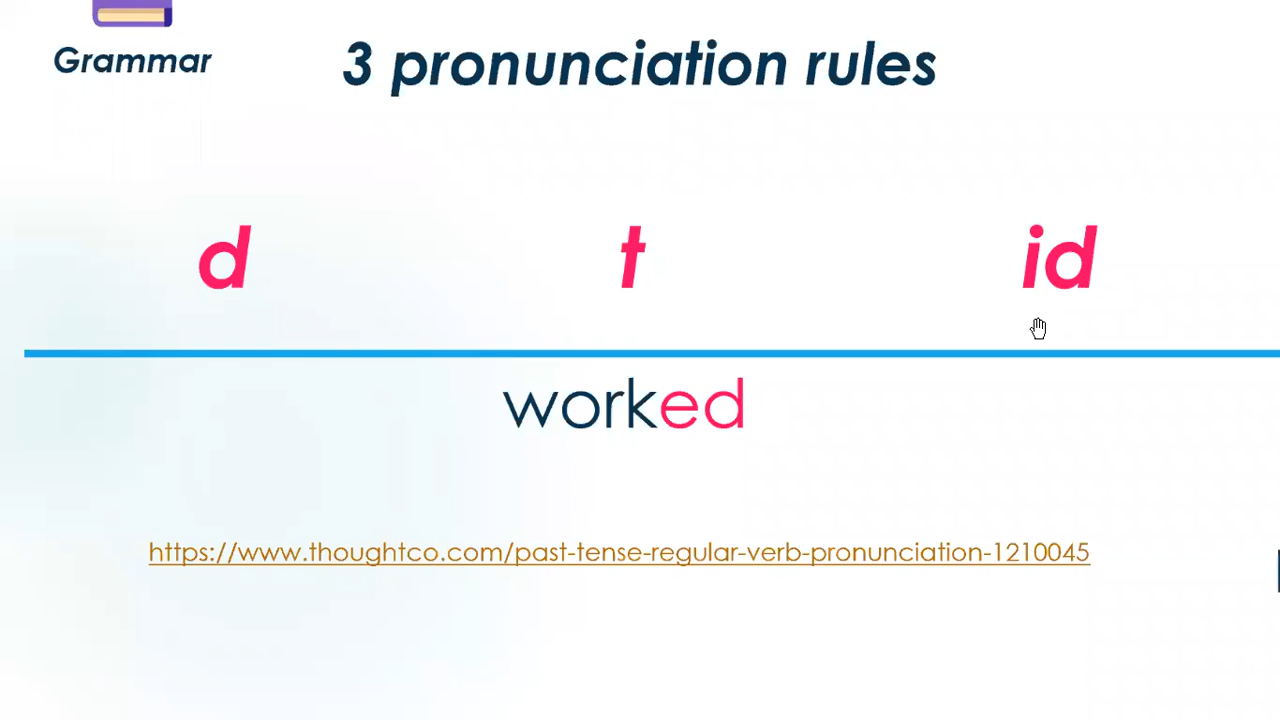 Grammar
3 pronunciation rules
d t id
worked
https://www.thoughtco.com/past-tense-regular-verb-pronunciation-1210045